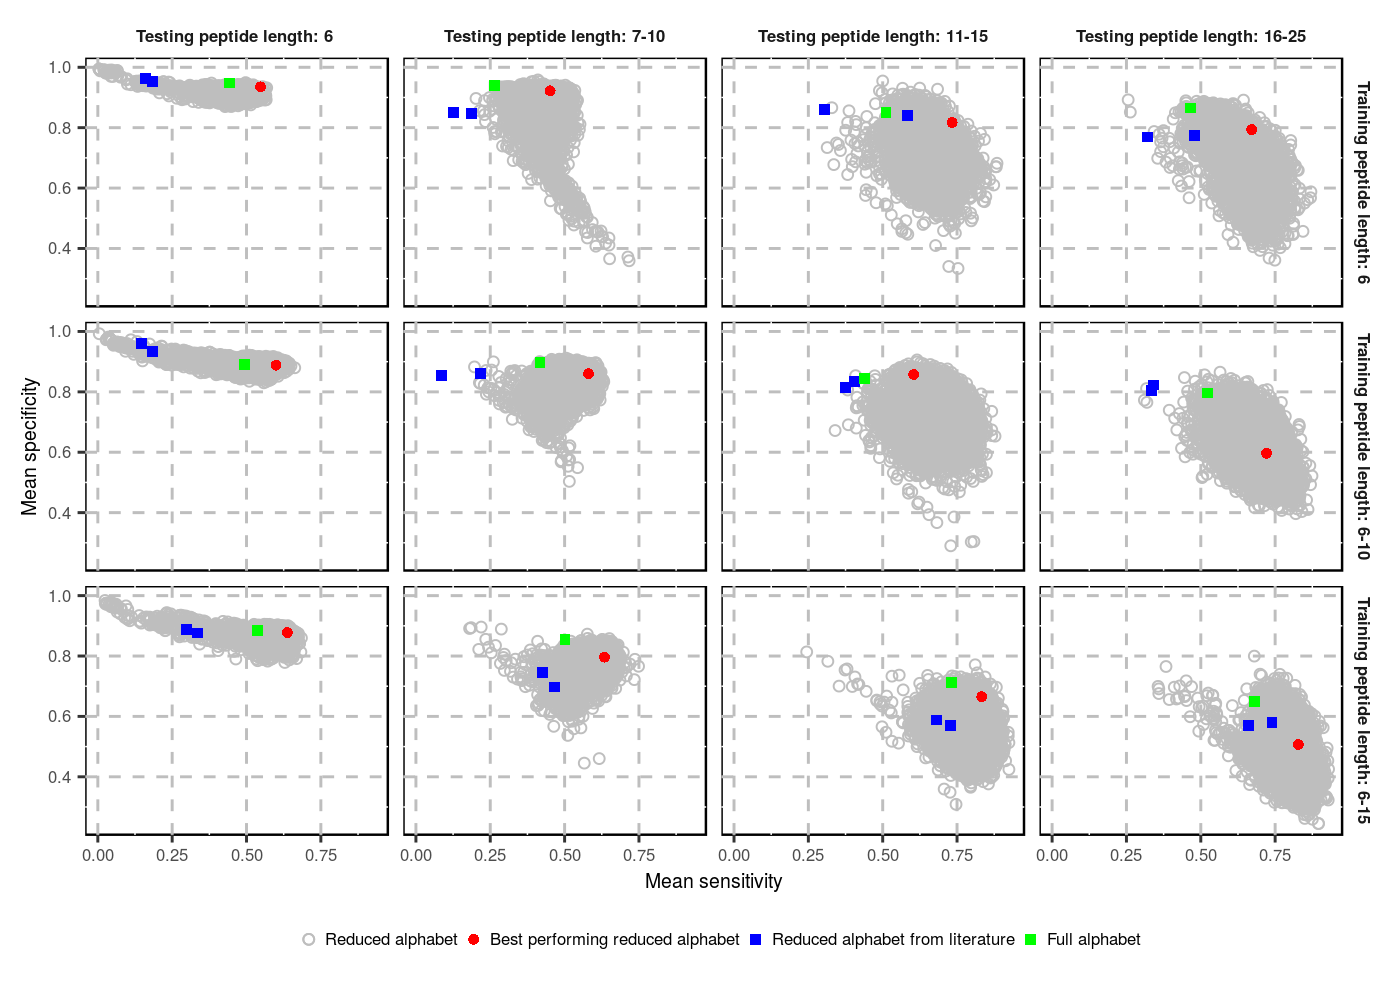 Testing peptide length: 6 Testing peptide length: 7-10 Testing peptide length: 11-15 Testing peptide length: 16-25
1.0
0.8
0.6
0.4
Training peptide length: 6
Mean specificity
1.0
0.8
0.6
0.4
Training peptide length: 6-10
1.0
0.8
0.6
0.4
Training peptide length: 6-15
0.00 0.25 0.50 0.75 0.00 0.25 0.50 0.75 0.00 0.25 0.50 0.75 0.00 0.25 0.50 0.75
Mean sensitivity
Reduced alphabet Best performing reduced alphabet Reduced alphabet from literature Full alphabet